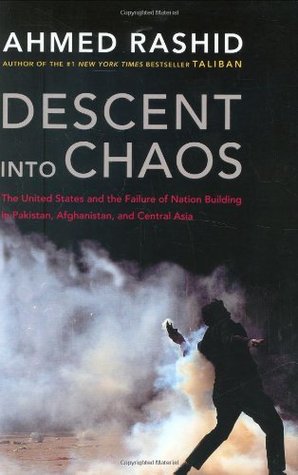 AHMED RASHID
AUTHOR OF THE #1 NEW YORK TIMES BESTSELLER TALIBAN
DESCENT
INTO CHAOS
The United States and the Failure of Nation Building
in Pakistan, Afghanistan, and Central Asia